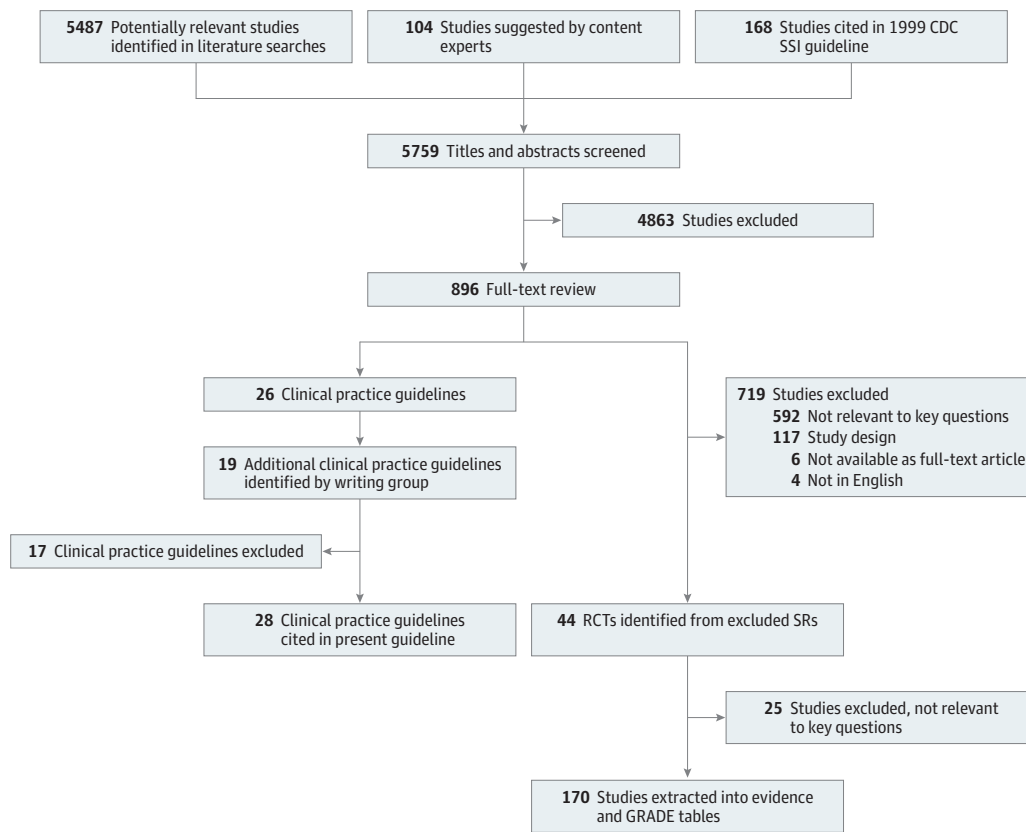 5487 Potentially relevant studies
identified in literature searches
104 Studies suggested by content
experts
168 Studies cited in 1999 CDC
SSI guideline
5759 Titles and abstracts screened
4863 Studies excluded
896 Full-text review
26 Clinical practice guidelines
719 Studies excluded
592 Not relevant to key questions
117 Study design
6 Not available as full-text article
4 Not in English
19 Additional clinical practice guidelines
identified by writing group
17 Clinical practice guidelines excluded
28 Clinical practice guidelines
cited in present guideline
44 RCTs identified from excluded SRs
25 Studies excluded, not relevant
to key questions
170 Studies extracted into evidence
and GRADE tables